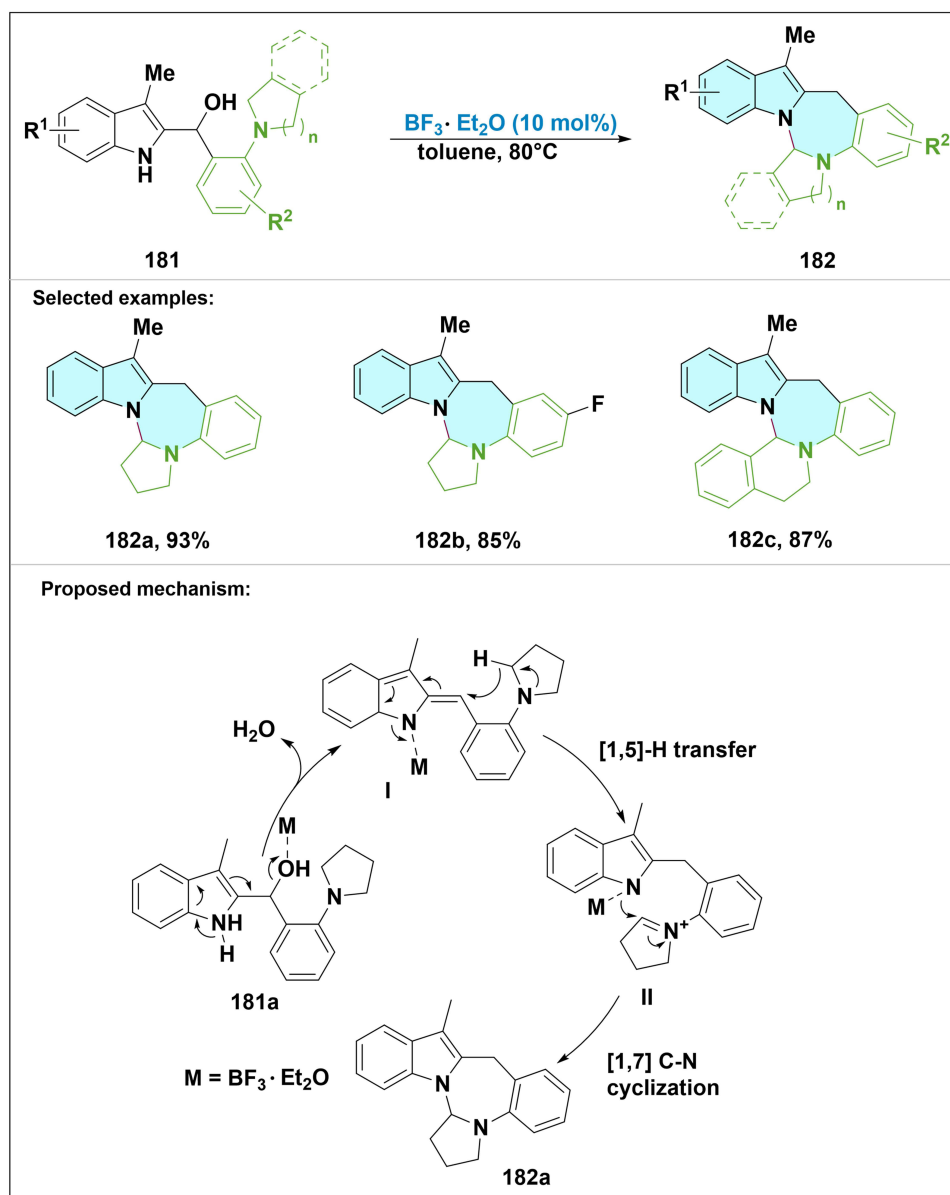 Me
OH
R¹
N
H
N
n
R²
181
BF₃· Et₂O (10 mol%)
toluene, 80°C
Me
R¹
N
N
R²
n
182
Selected examples:
Me
N
N
182a, 93%
Me
F
N
N
182b, 85%
Me
N
N
182c, 87%
Proposed mechanism:
H
N
N
M
I
H₂O
[1,5]-H transfer
M
OH
NH
H
N
181a
N
M
N⁺
II
[1,7] C-N
cyclization
M = BF₃· Et₂O
N
N
182a